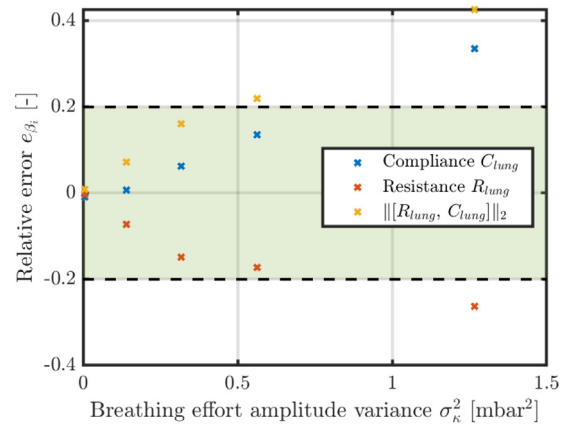 0.4
0.2
0
-0.2
-0.4
Relative error e_{β_i} [-]
Compliance C_{lung}
Resistance R_{lung}
‖[R_{lung}, C_{lung}]‖_2
0 0.5 1 1.5
Breathing effort amplitude variance σ_κ^2 [mbar^2]